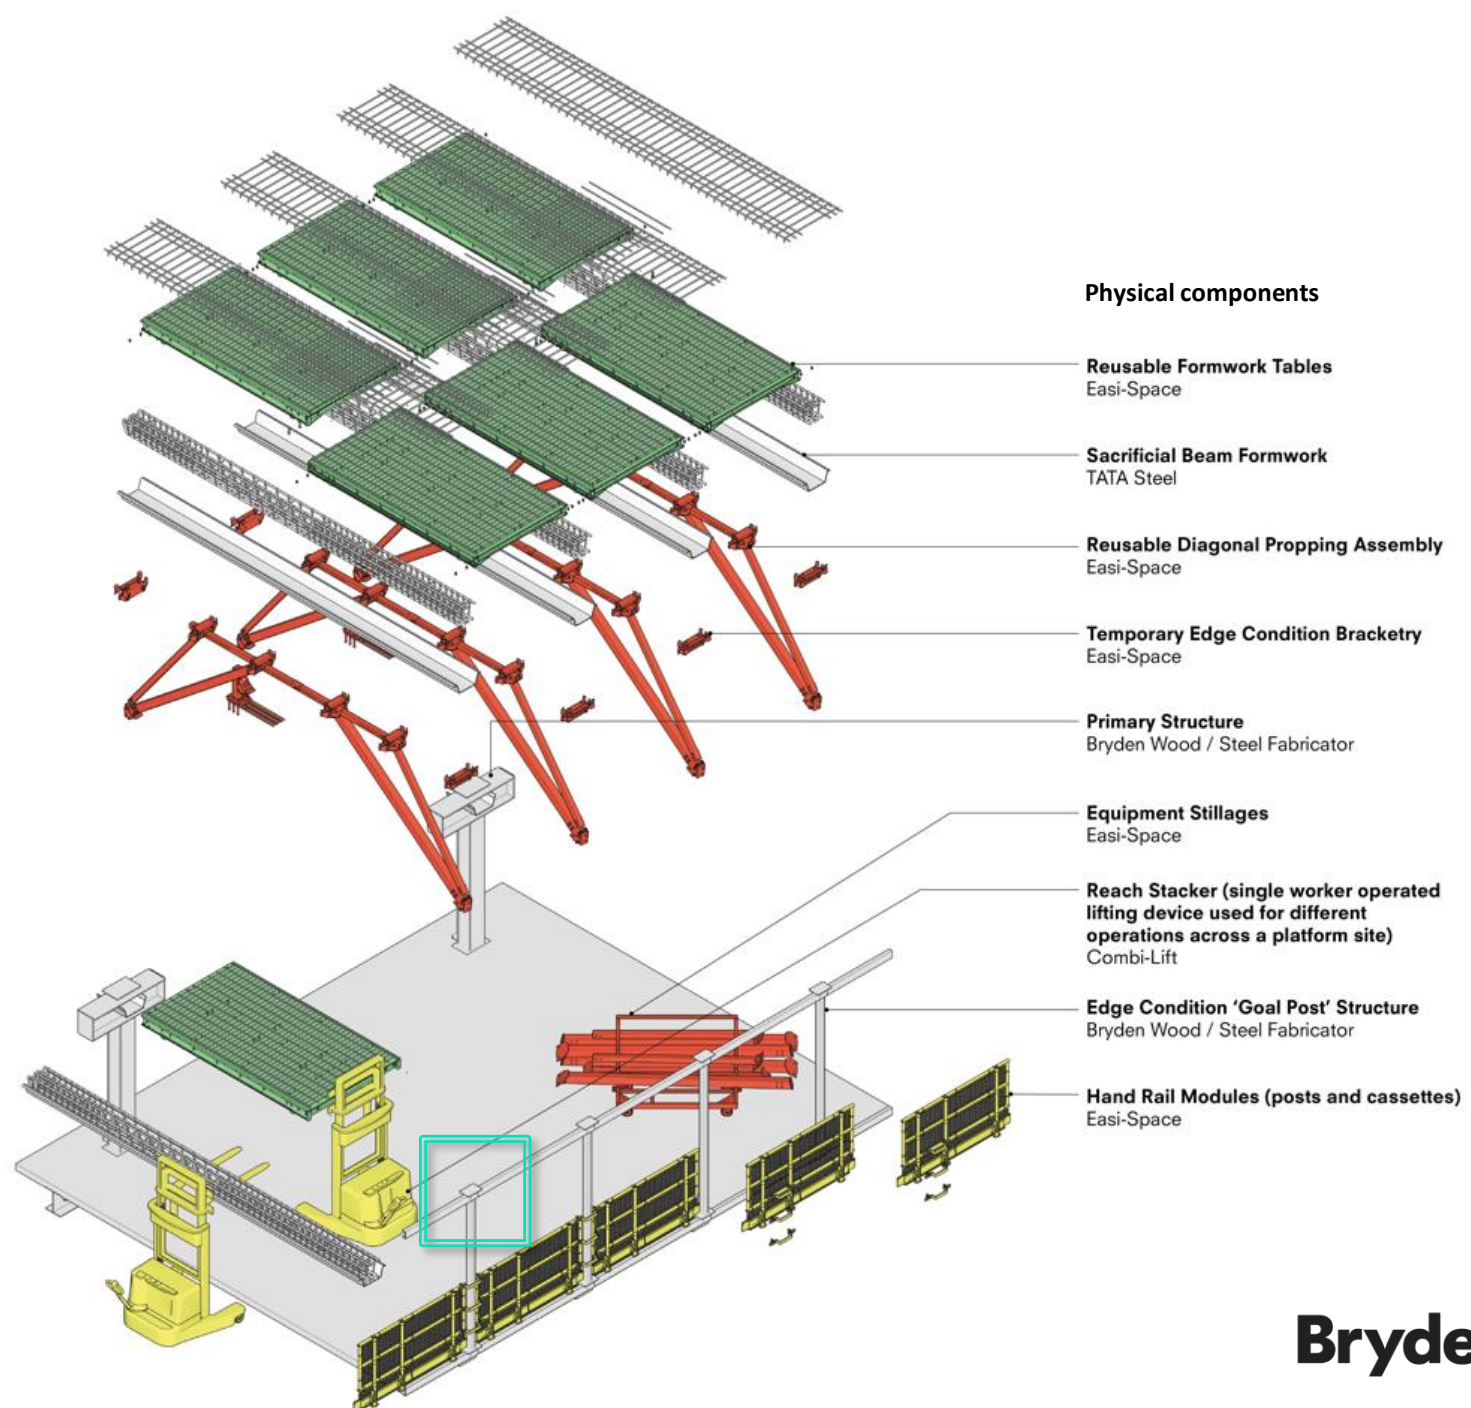 Physical components
Reusable Formwork Tables
Easi-Space
Sacrificial Beam Formwork
TATA Steel
Reusable Diagonal Propping Assembly
Easi-Space
Temporary Edge Condition Bracketry
Easi-Space
Primary Structure
Bryden Wood / Steel Fabricator
Equipment Stillages
Easi-Space
Reach Stacker (single worker operated
lifting device used for different
operations across a platform site)
Combi-Lift
Edge Condition ‘Goal Post’ Structure
Bryden Wood / Steel Fabricator
Hand Rail Modules (posts and cassettes)
Easi-Space
Bryde